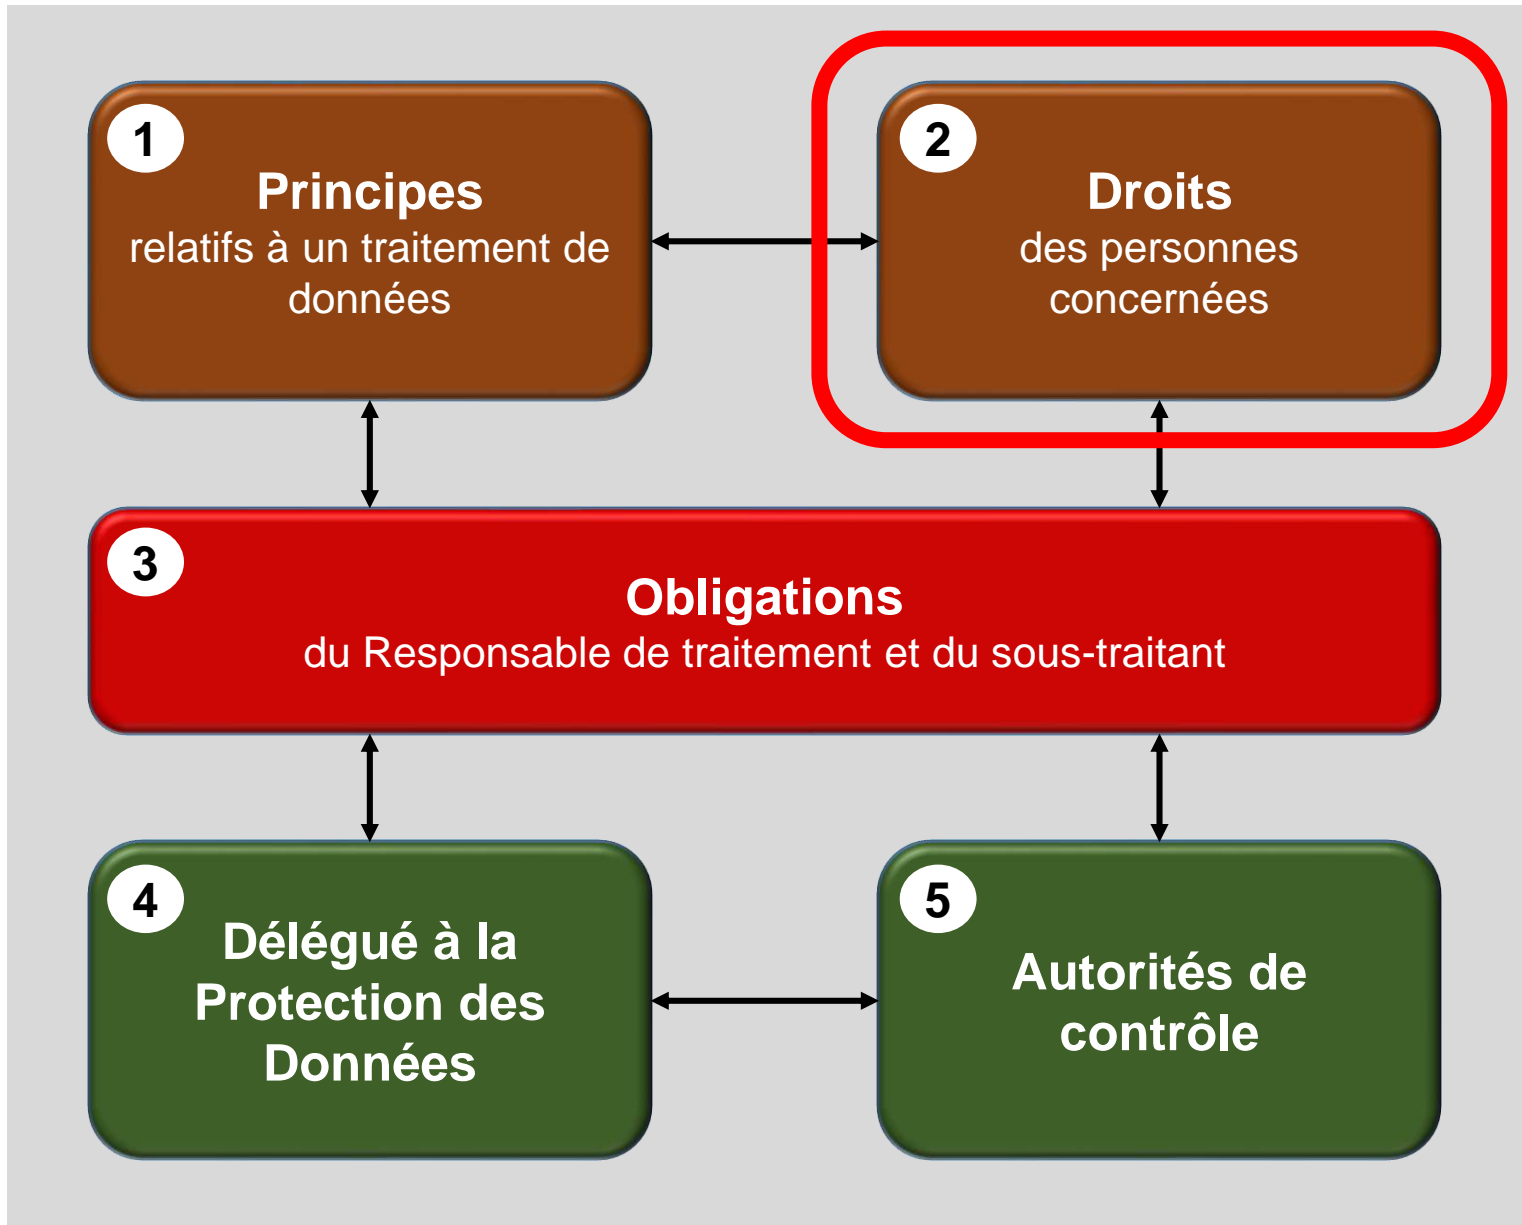 1
Principes
relatifs à un traitement de
données
2
Droits
des personnes
concernées
3
Obligations
du Responsable de traitement et du sous-traitant
4
Délégué à la
Protection des
Données
5
Autorités de
contrôle